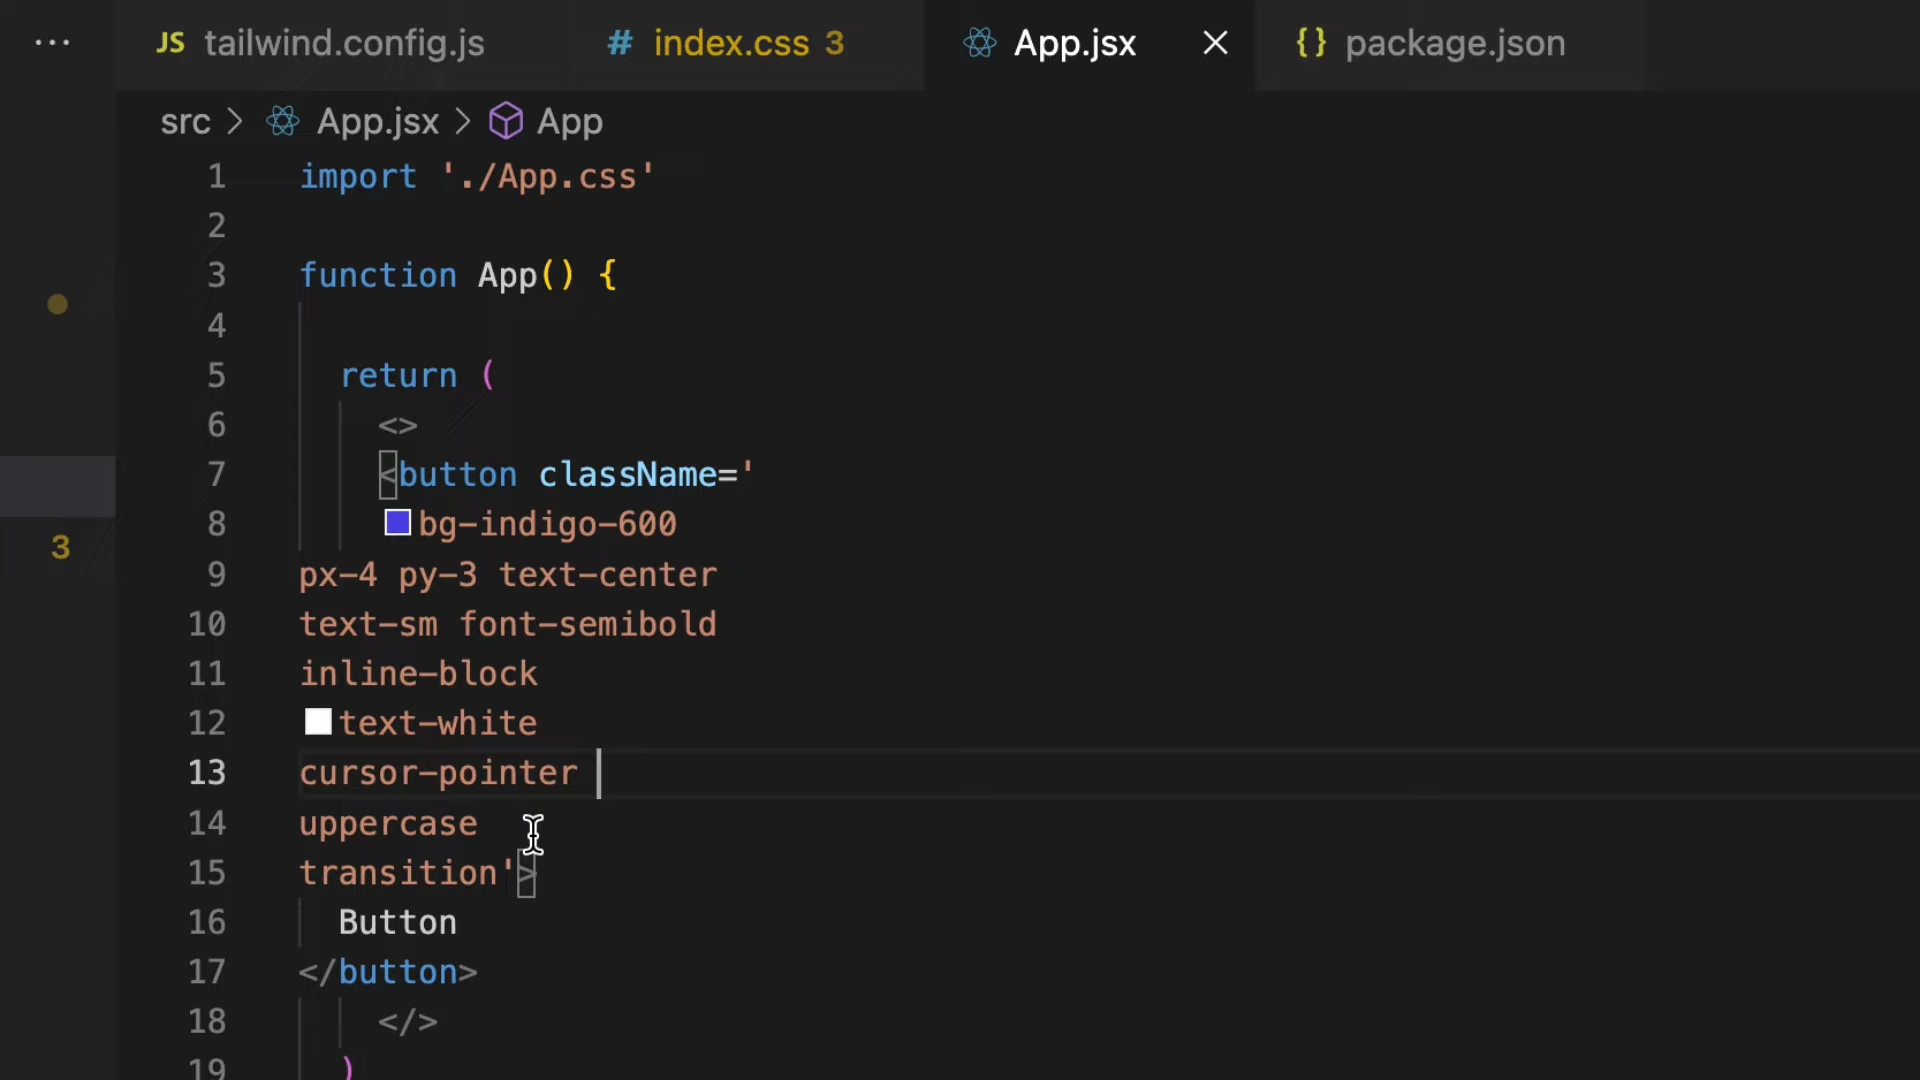 ... JS tailwind.config.js # index.css 3 App.jsx × {} package.json
src > App.jsx > App
1 import './App.css'
2
3 function App() {
4
5 return (
6 <>
7 <button className='
8 bg-indigo-600
3
9 px-4 py-3 text-center
10 text-sm font-semibold
11 inline-block
12 text-white
13 cursor-pointer
14 uppercase
15 transition'>
16 Button
17 </button>
18 </>
19 )